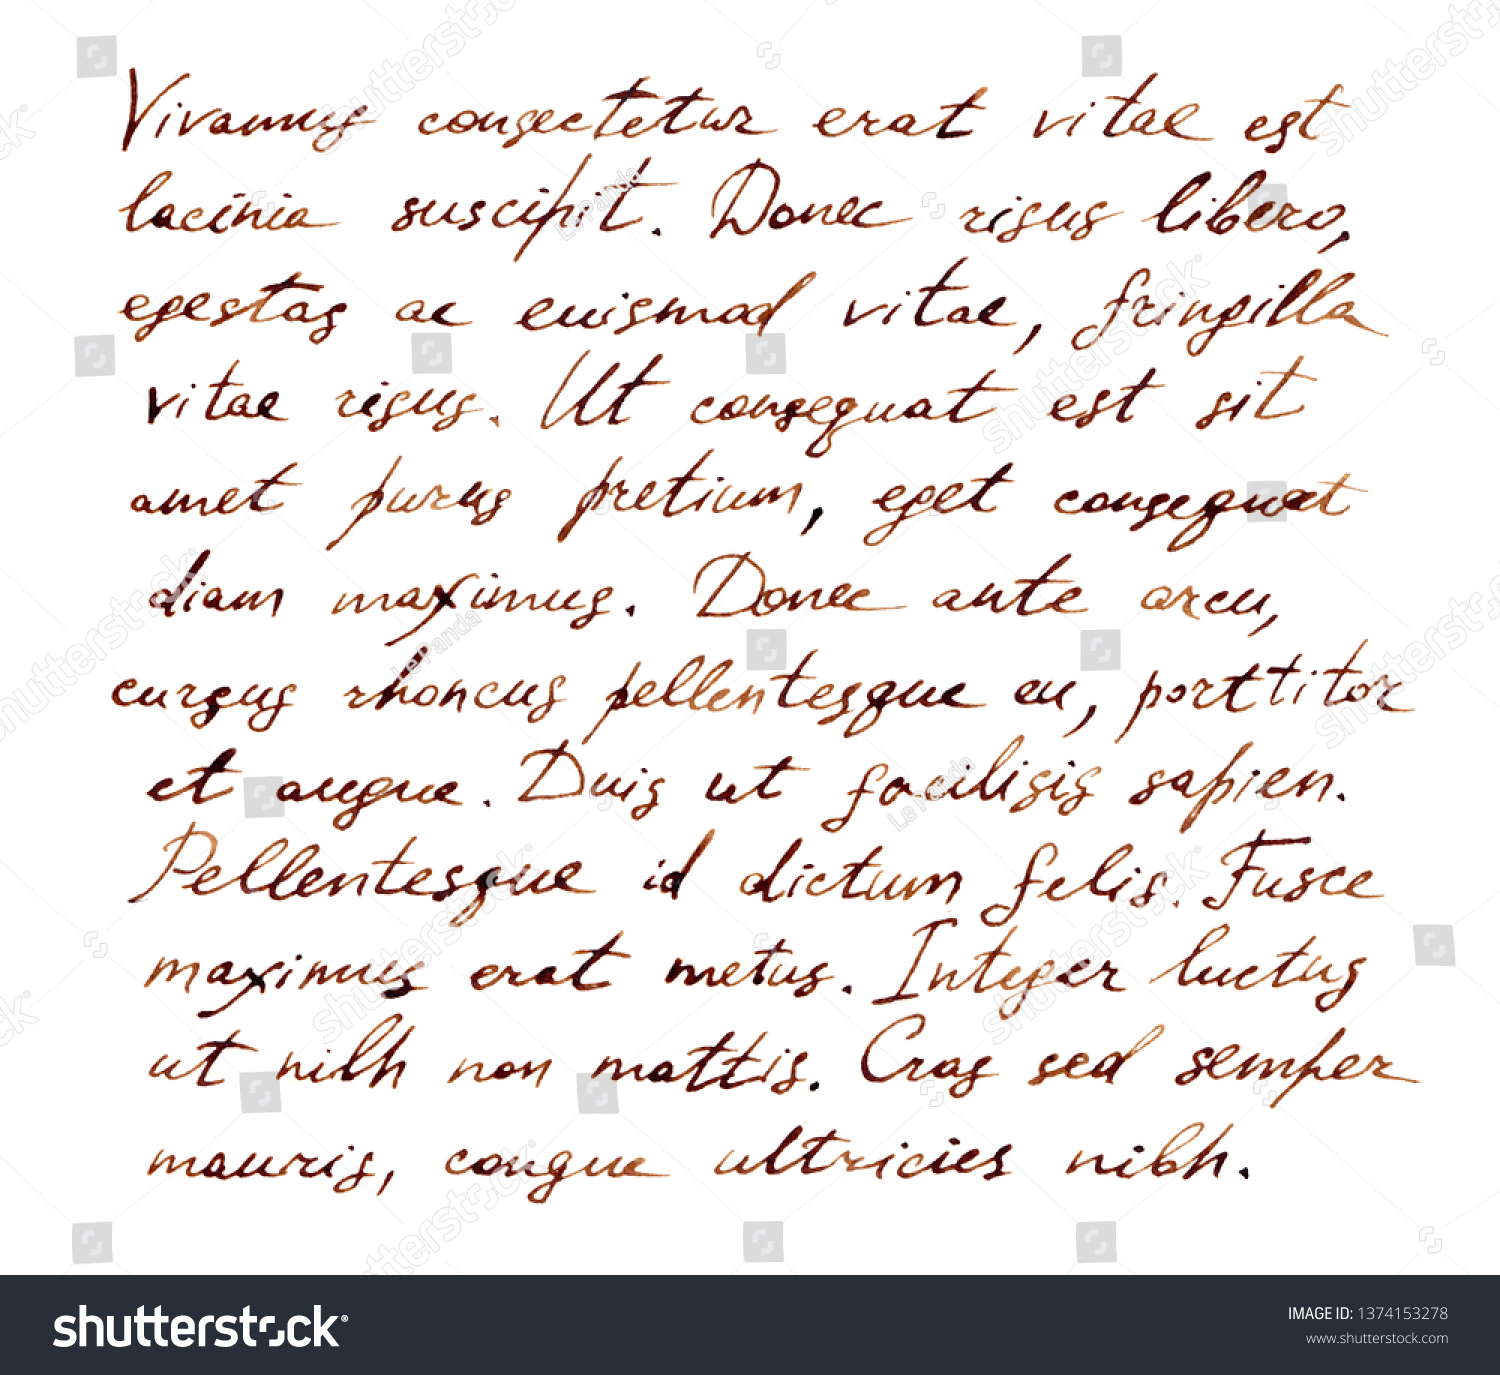 Vivamus consectetur erat vitae est
lacinia suscipit. Donec risus libero,
egestas ac euismod vitae, fringilla
vitae risus. Ut consequat est sit
amet purus pretium, eget consequat
diam maximus. Donec ante arcu,
cursus rhoncus pellentesque eu, porttitor
et augue. Duis ut facilisis sapien.
Pellentesque id dictum felis. Fusce
maximus erat metus. Integer luctus
ut nibh non mattis. Cras sed semper
mauris, congue ultricies nibh.
shutterstock
IMAGE ID: 1374153278
www.shutterstock.com